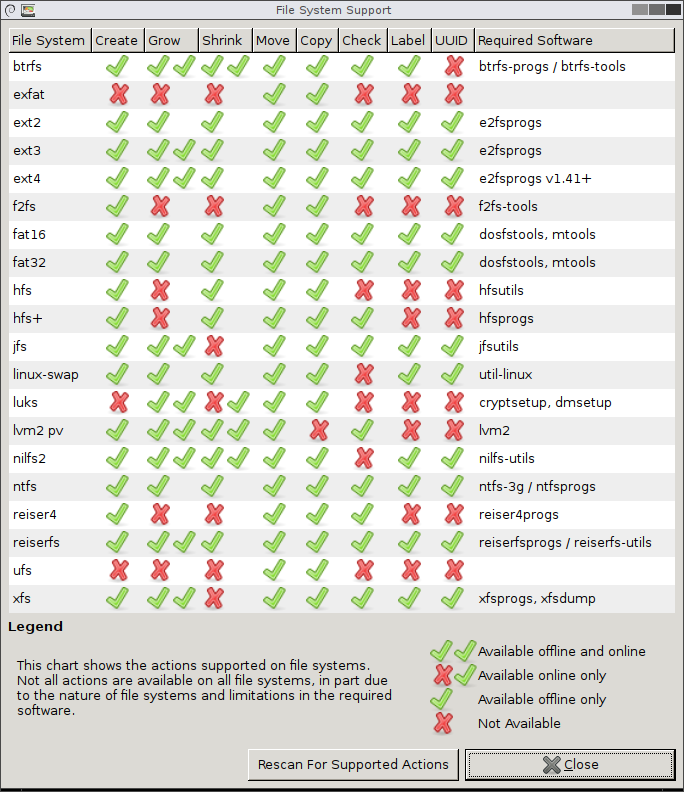 File System Support
File System Create Grow Shrink Move Copy Check Label UUID Required Software
btrfs btrfs-progs / btrfs-tools
exfat
ext2 e2fsprogs
ext3 e2fsprogs
ext4 e2fsprogs v1.41+
f2fs f2fs-tools
fat16 dosfstools, mtools
fat32 dosfstools, mtools
hfs hfsutils
hfs+ hfsprogs
jfs jfsutils
linux-swap util-linux
luks cryptsetup, dmsetup
lvm2 pv lvm2
nilfs2 nilfs-utils
ntfs ntfs-3g / ntfsprogs
reiser4 reiser4progs
reiserfs reiserfsprogs / reiserfs-utils
ufs
xfs xfsprogs, xfsdump
Legend
This chart shows the actions supported on file systems.
Not all actions are available on all file systems, in part due
to the nature of file systems and limitations in the required
software.
Available offline and online
Available online only
Available offline only
Not Available
Rescan For Supported Actions Close